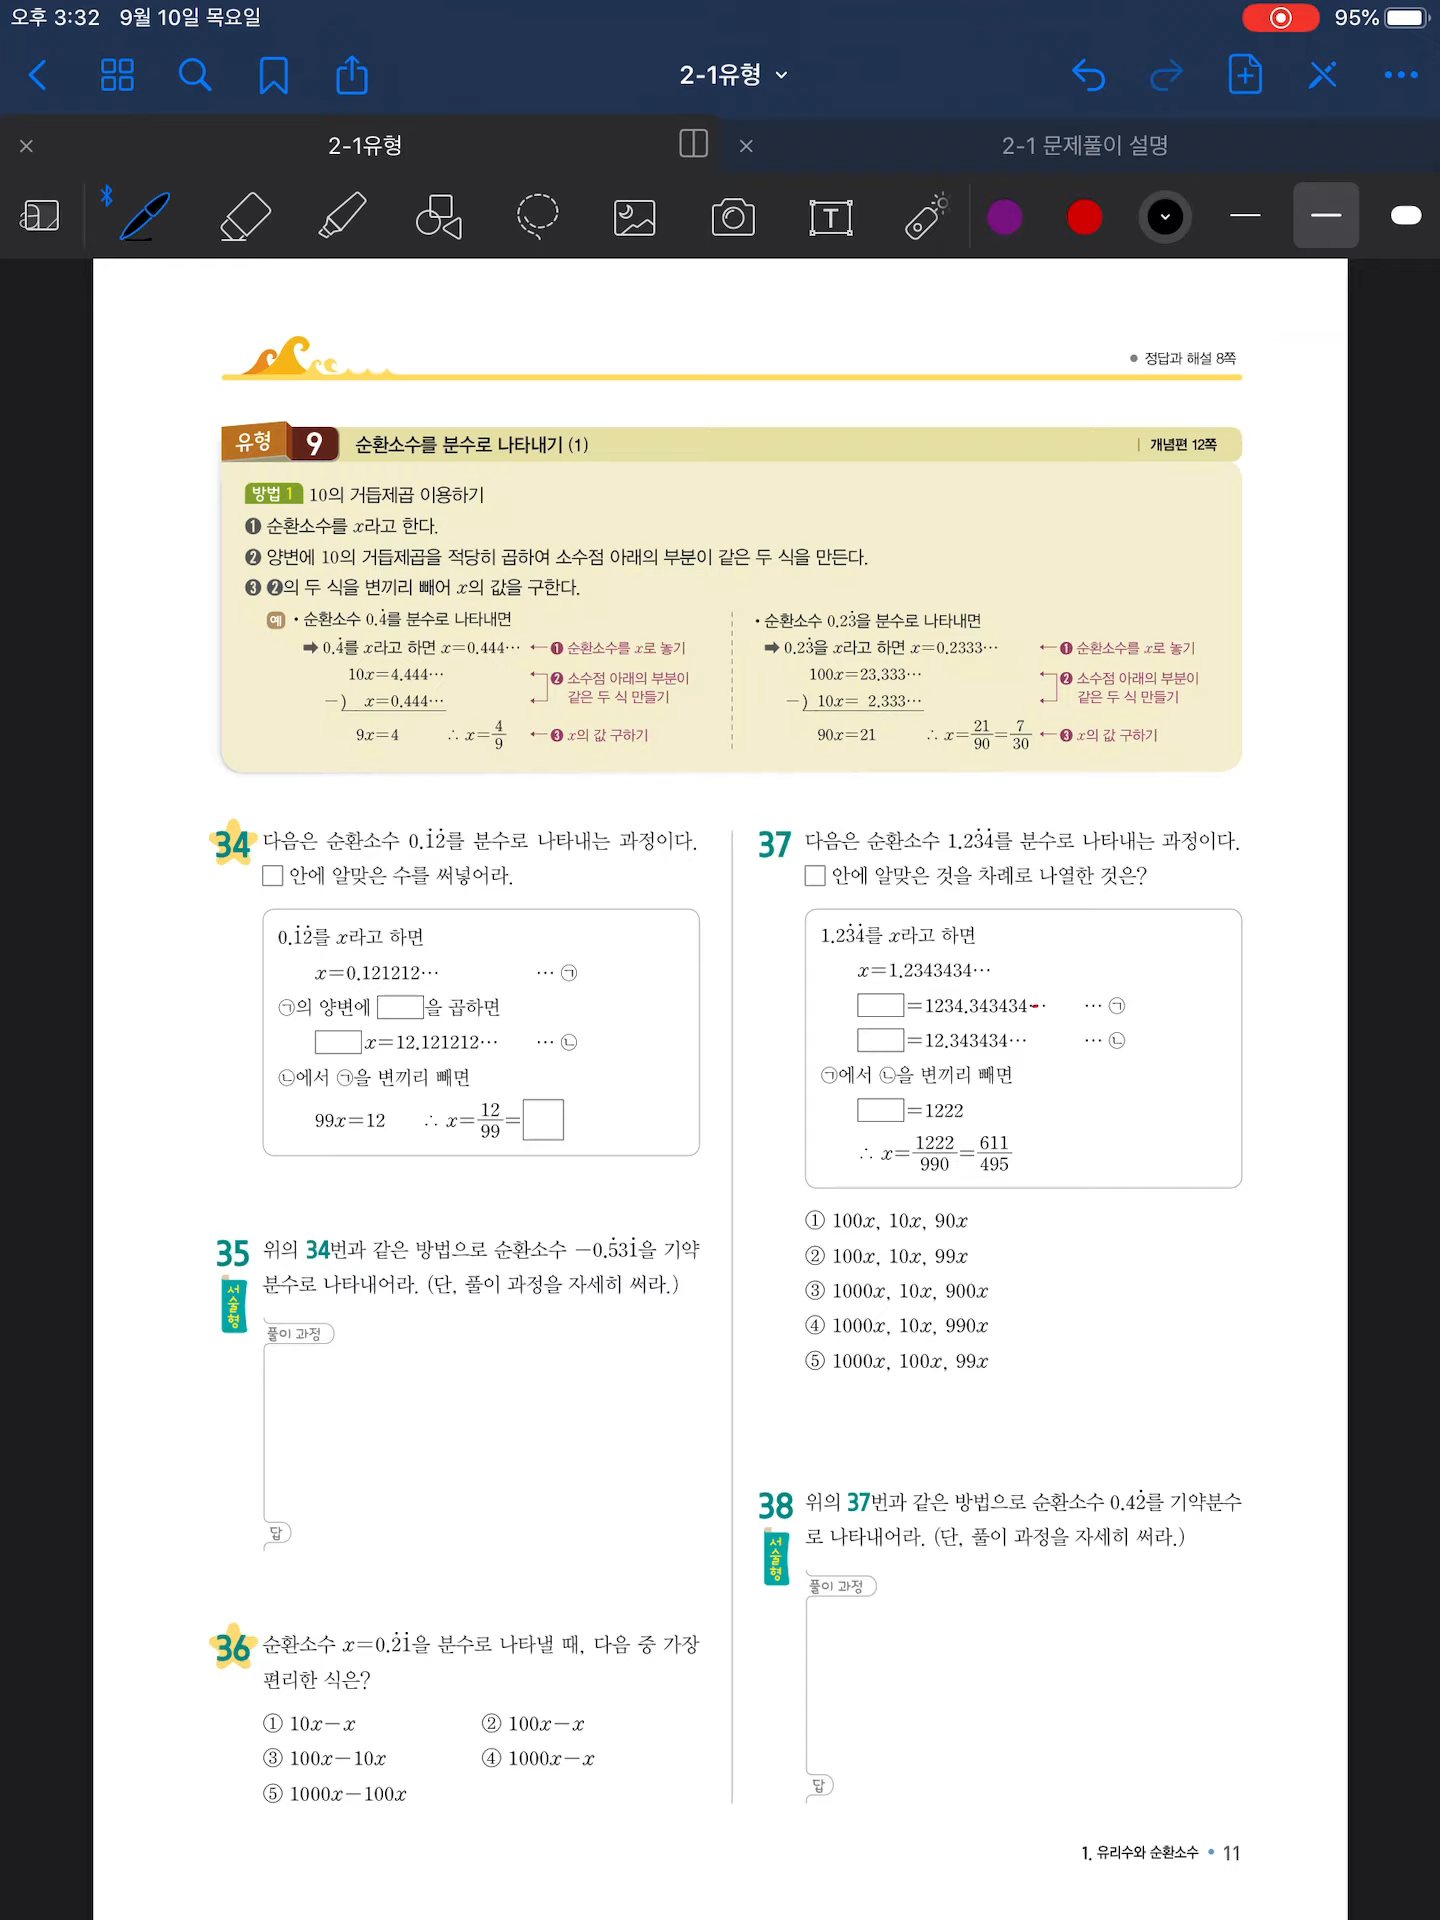 오후 3:32 9월 10일 목요일
95%
2-1유형
2-1유형
2-1 문제풀이 설명
● 정답과 해설 8쪽
유형 9 순환소수를 분수로 나타내기 (1)
개념편 12쪽
방법 1 10의 거듭제곱 이용하기
❶ 순환소수를 x라고 한다.
❷ 양변에 10의 거듭제곱을 적당히 곱하여 소수점 아래의 부분이 같은 두 식을 만든다.
❸ ❷의 두 식을 변끼리 빼어 x의 값을 구한다.
예 • 순환소수 0.4̇를 분수로 나타내면
➡ 0.4̇를 x라고 하면 x=0.444⋯ ← ❶ 순환소수를 x로 놓기
10x=4.444⋯ ❷ 소수점 아래의 부분이
−) x=0.444⋯ 같은 두 식 만들기
9x=4 ∴ x=4/9 ← ❸ x의 값 구하기
• 순환소수 0.23̇을 분수로 나타내면
➡ 0.23̇을 x라고 하면 x=0.2333⋯ ← ❶ 순환소수를 x로 놓기
100x=23.333⋯ ❷ 소수점 아래의 부분이
−) 10x= 2.333⋯ 같은 두 식 만들기
90x=21 ∴ x=21/90=7/30 ← ❸ x의 값 구하기
34 다음은 순환소수 0.1̇2̇를 분수로 나타내는 과정이다.
□ 안에 알맞은 수를 써넣어라.
0.1̇2̇를 x라고 하면
x=0.121212⋯ ⋯ ㉠
㉠의 양변에 □을 곱하면
□x=12.121212⋯ ⋯ ㉡
㉡에서 ㉠을 변끼리 빼면
99x=12 ∴ x=12/99=□
35 위의 34번과 같은 방법으로 순환소수 −0.5̇31̇을 기약
서술형 분수로 나타내어라. (단, 풀이 과정을 자세히 써라.)
풀이 과정
답
36 순환소수 x=0.2̇1̇을 분수로 나타낼 때, 다음 중 가장
편리한 식은?
① 10x−x ② 100x−x
③ 100x−10x ④ 1000x−x
⑤ 1000x−100x
37 다음은 순환소수 1.23̇4̇를 분수로 나타내는 과정이다.
□ 안에 알맞은 것을 차례로 나열한 것은?
1.23̇4̇를 x라고 하면
x=1.2343434⋯
□=1234.343434⋯ ⋯ ㉠
□=12.343434⋯ ⋯ ㉡
㉠에서 ㉡을 변끼리 빼면
□=1222
∴ x=1222/990=611/495
① 100x, 10x, 90x
② 100x, 10x, 99x
③ 1000x, 10x, 900x
④ 1000x, 10x, 990x
⑤ 1000x, 100x, 99x
38 위의 37번과 같은 방법으로 순환소수 0.42̇를 기약분수
서술형 로 나타내어라. (단, 풀이 과정을 자세히 써라.)
풀이 과정
답
1. 유리수와 순환소수 • 11